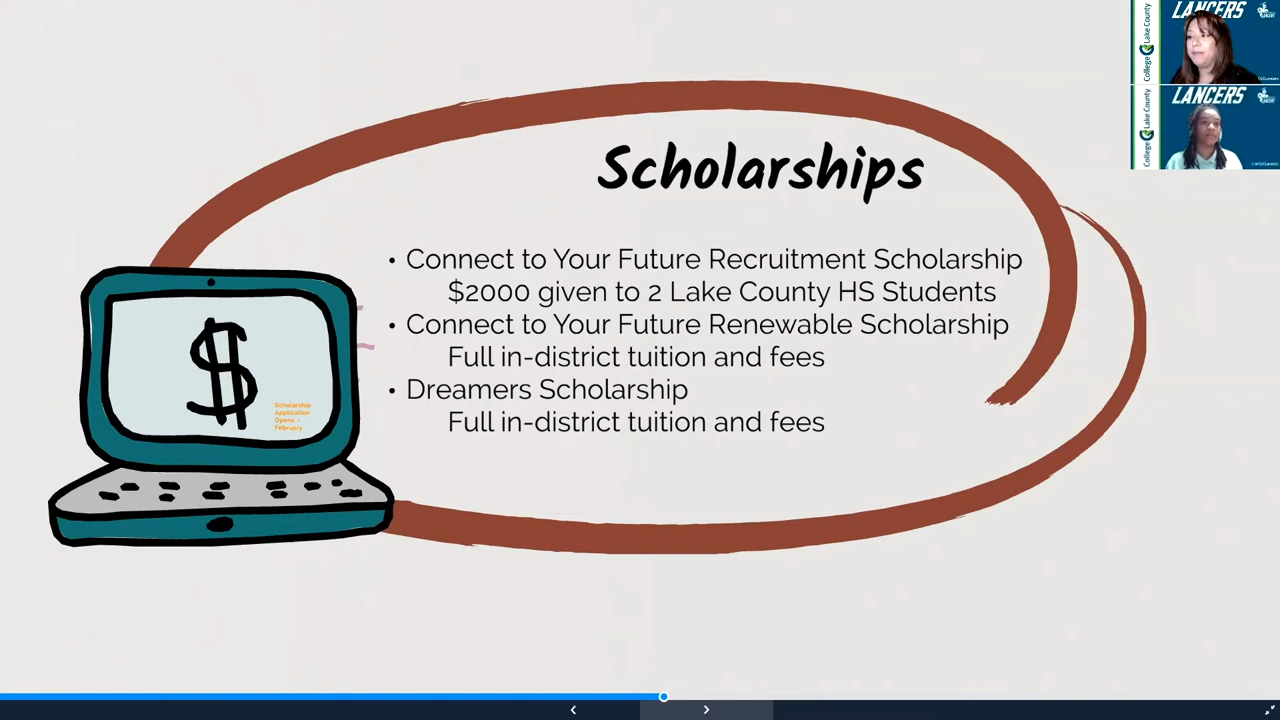 LANCERS
College of Lake County
LANCERS
College of Lake County
Scholarships
• Connect to Your Future Recruitment Scholarship
$2000 given to 2 Lake County HS Students
• Connect to Your Future Renewable Scholarship
Full in-district tuition and fees
• Dreamers Scholarship
Full in-district tuition and fees
$
Scholarship
Application
Opens -
February